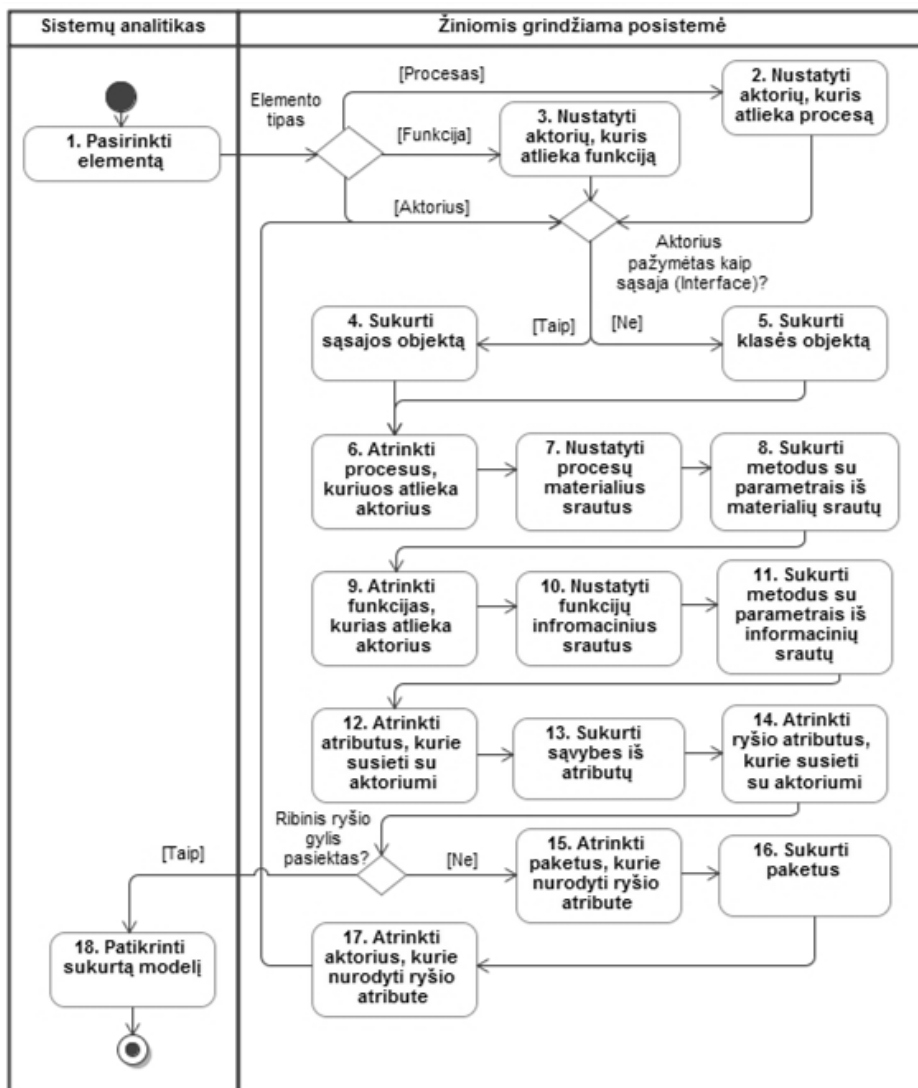 Sistemų analitikas
Žiniomis grindžiama posistemė
[Procesas]
2. Nustatyti
aktorių, kuris
atlieka procesą
Elemento
tipas
1. Pasirinkti
elementą
[Funkcija]
3. Nustatyti
aktorių, kuris
atlieka funkciją
[Aktorius]
Aktorius
pažymėtas kaip
sąsaja (Interface)?
4. Sukurti
sąsajos objektą
[Taip]
[Ne]
5. Sukurti
klasės objektą
6. Atrinkti
procesus,
kuriuos atlieka
aktorius
7. Nustatyti
procesų
materialius
srautus
8. Sukurti
metodus su
parametrais iš
materialių srautų
9. Atrinkti
funkcijas,
kurias atlieka
aktorius
10. Nustatyti
funkcijų
infromacinius
srautus
11. Sukurti
metodus su
parametrais iš
informacinių
srautų
12. Atrinkti
atributus, kurie
susieti su
aktoriumi
13. Sukurti
sąvybes iš
atributų
14. Atrinkti
ryšio atributus,
kurie susieti
su aktoriumi
Ribinis ryšio
gylis
pasiektas?
[Taip]
[Ne]
15. Atrinkti
paketus, kurie
nurodyti ryšio
atribute
16. Sukurti
paketus
17. Atrinkti
aktorius, kurie
nurodyti ryšio
atribute
18. Patikrinti
sukurtą modelį